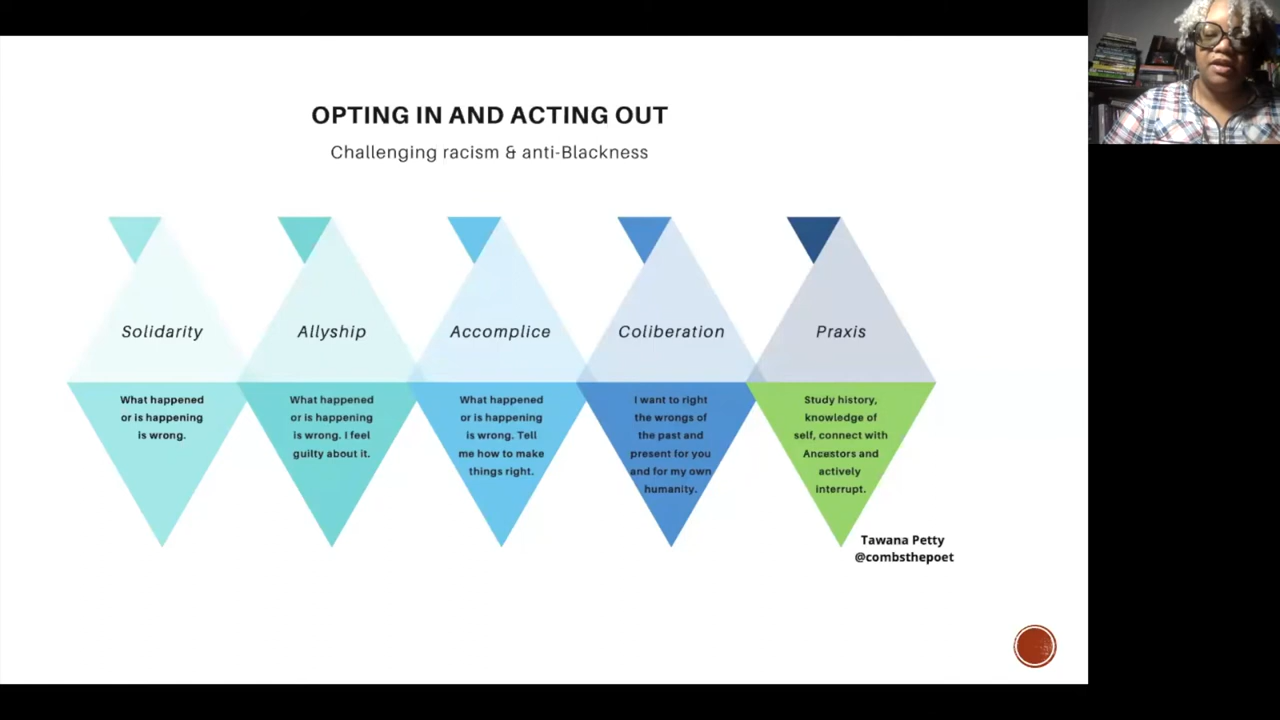 OPTING IN AND ACTING OUT
Challenging racism & anti-Blackness
Solidarity
What happened
or is happening
is wrong.
Allyship
What happened
or is happening
is wrong. I feel
guilty about it.
Accomplice
What happened
or is happening
is wrong. Tell
me how to make
things right.
Coliberation
I want to right
the wrongs of
the past and
present for you
and for my own
humanity.
Praxis
Study history,
knowledge of
self, connect with
Ancestors and
actively
interrupt.
Tawana Petty
@combsthepoet